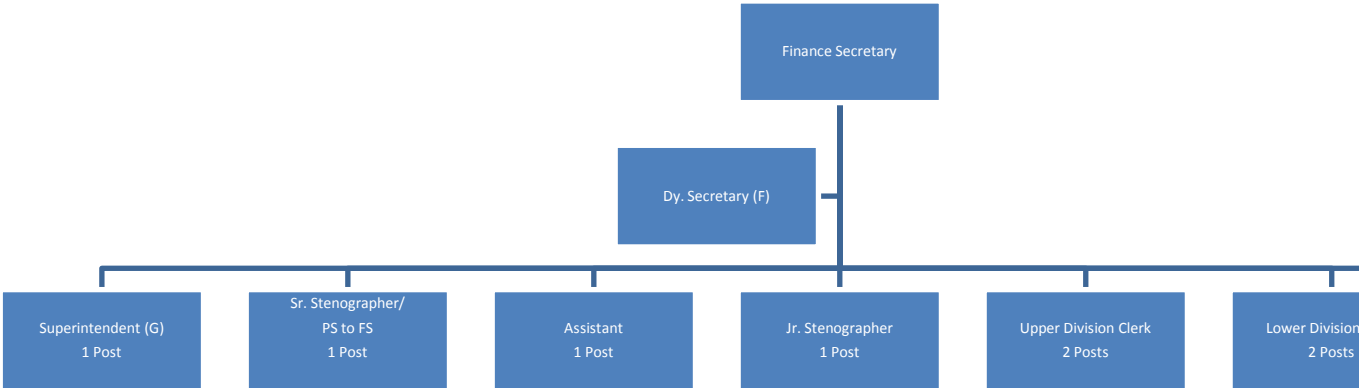 Finance Secretary
Dy. Secretary (F)
Superintendent (G)
1 Post
Sr. Stenographer/
PS to FS
1 Post
Assistant
1 Post
Jr. Stenographer
1 Post
Upper Division Clerk
2 Posts
Lower Division
2 Posts